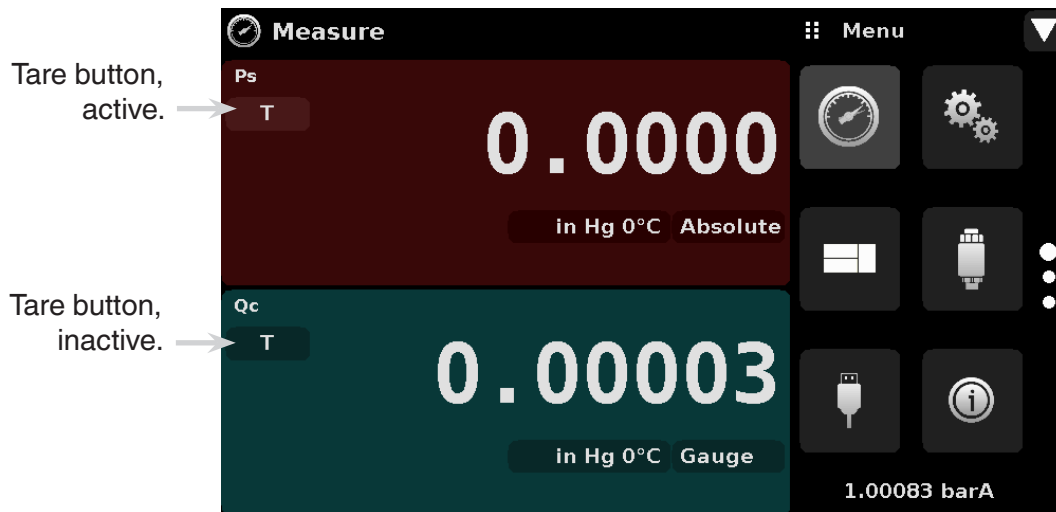 Measure
Menu
Tare button,
active.
Ps
T
0.0000
in Hg 0°C Absolute
Tare button,
inactive.
Qc
T
0.00003
in Hg 0°C Gauge
1.00083 barA